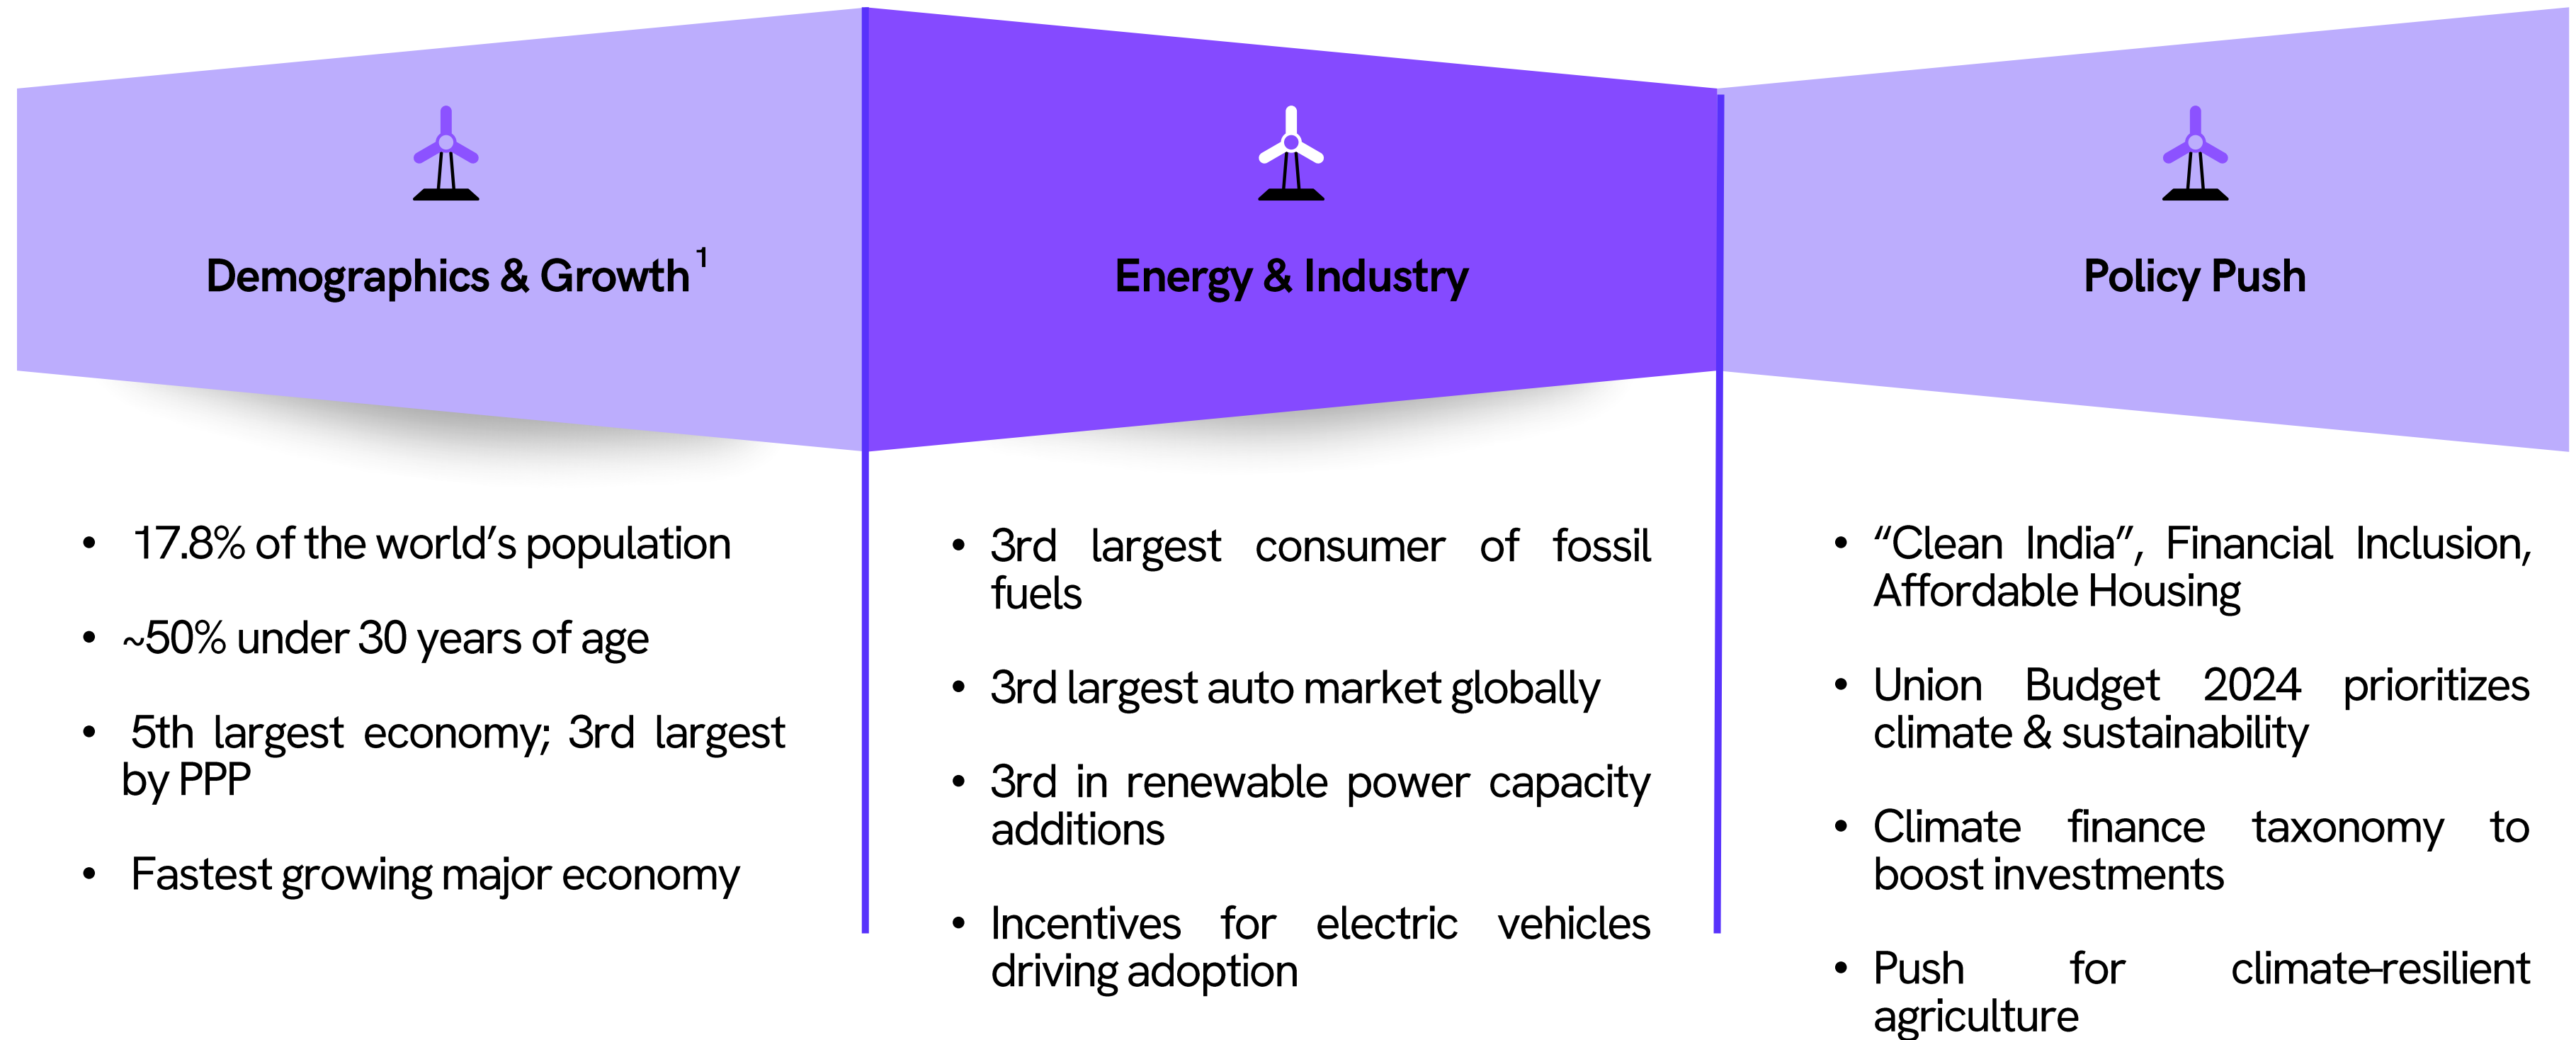 Demographics & Growth 1
• 17.8% of the world’s population
• ~50% under 30 years of age
• 5th largest economy; 3rd largest
by PPP
• Fastest growing major economy
Energy & Industry
• 3rd largest consumer of fossil
fuels
• 3rd largest auto market globally
• 3rd in renewable power capacity
additions
• Incentives for electric vehicles
driving adoption
Policy Push
• “Clean India”, Financial Inclusion,
Affordable Housing
• Union Budget 2024 prioritizes
climate & sustainability
• Climate finance taxonomy to
boost investments
• Push for climate-resilient
agriculture